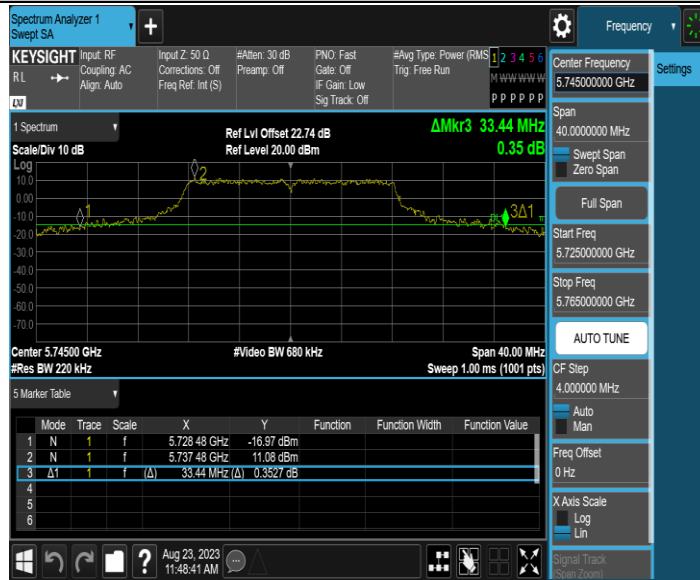 Spectrum Analyzer 1
Swept SA
+
Frequency
KEYSIGHT
RL
LXI
Input: RF
Coupling: AC
Align: Auto
Input Z: 50 Ω
Corrections: Off
Freq Ref: Int (S)
#Atten: 30 dB
Preamp: Off
PNO: Fast
Gate: Off
IF Gain: Low
Sig Track: Off
#Avg Type: Power (RMS
Trig: Free Run
1 2 3 4 5 6
M W W W W W
P P P P P P
Center Frequency
5.745000000 GHz
Settings
Span
40.0000000 MHz
Swept Span
Zero Span
Full Span
Start Freq
5.725000000 GHz
Stop Freq
5.765000000 GHz
AUTO TUNE
CF Step
4.000000 MHz
Auto
Man
Freq Offset
0 Hz
X Axis Scale
Log
Lin
Signal Track
(Span Zoom)
1 Spectrum
Scale/Div 10 dB
Ref Lvl Offset 22.74 dB
Ref Level 20.00 dBm
ΔMkr3 33.44 MHz
0.35 dB
Log
10.0
0.00
-10.0
-20.0
-30.0
-40.0
-50.0
-60.0
-70.0
1
2
3Δ1
Center 5.74500 GHz
#Res BW 220 kHz
#Video BW 680 kHz
Span 40.00 MHz
Sweep 1.00 ms (1001 pts)
5 Marker Table
Mode Trace Scale X Y Function Function Width Function Value
1 N 1 f 5.728 48 GHz -16.97 dBm
2 N 1 f 5.737 48 GHz 11.08 dBm
3 Δ1 1 f (Δ) 33.44 MHz (Δ) 0.3527 dB
4
5
6
?
Aug 23, 2023
11:48:41 AM